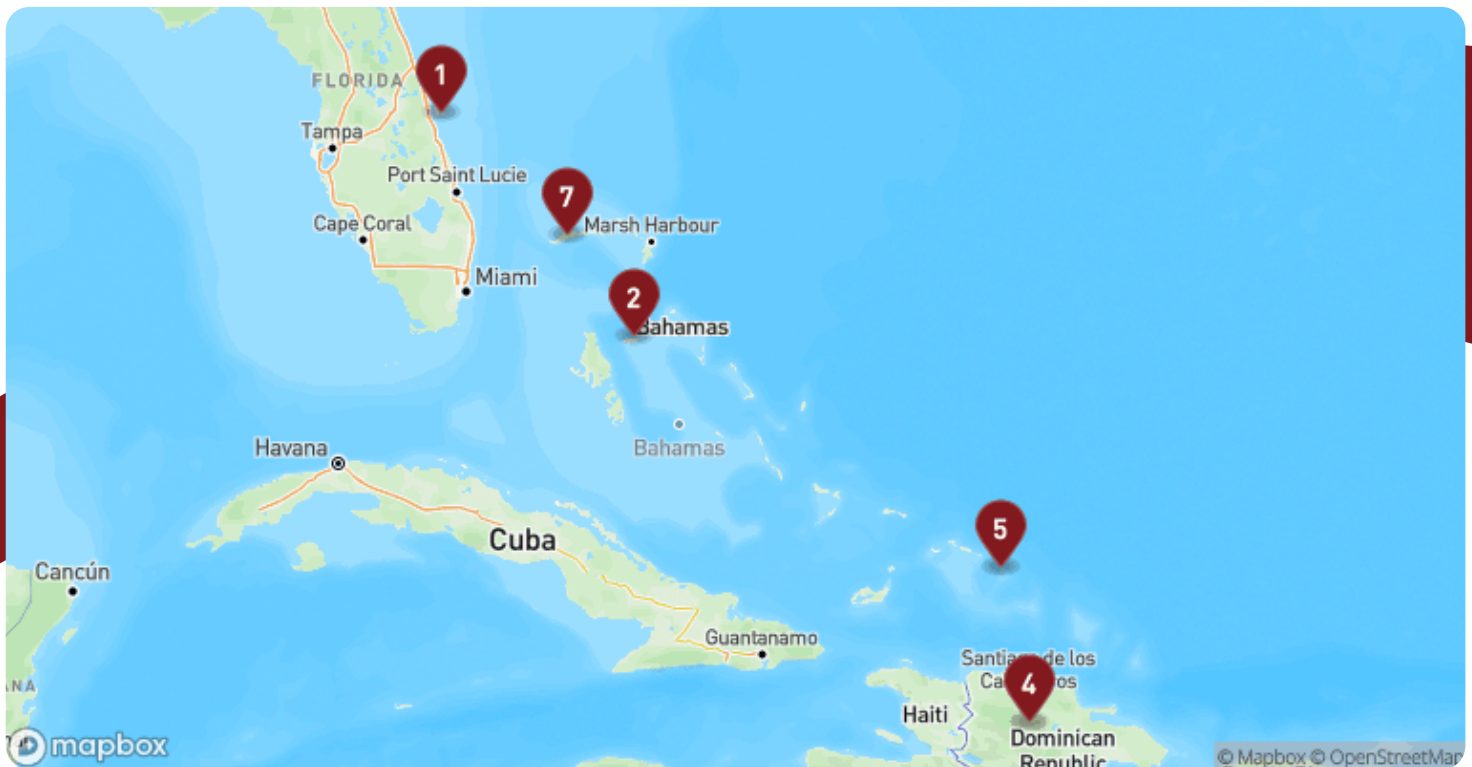 1
FLORIDA
Tampa
Port Saint Lucie
7
Cape Coral
Marsh Harbour
Miami
2
Bahamas
Havana
Bahamas
5
Cuba
Cancún
Guantanamo
Santiago de los
4
Haiti
Dominican
Republic
mapbox
© Mapbox © OpenStreetMap